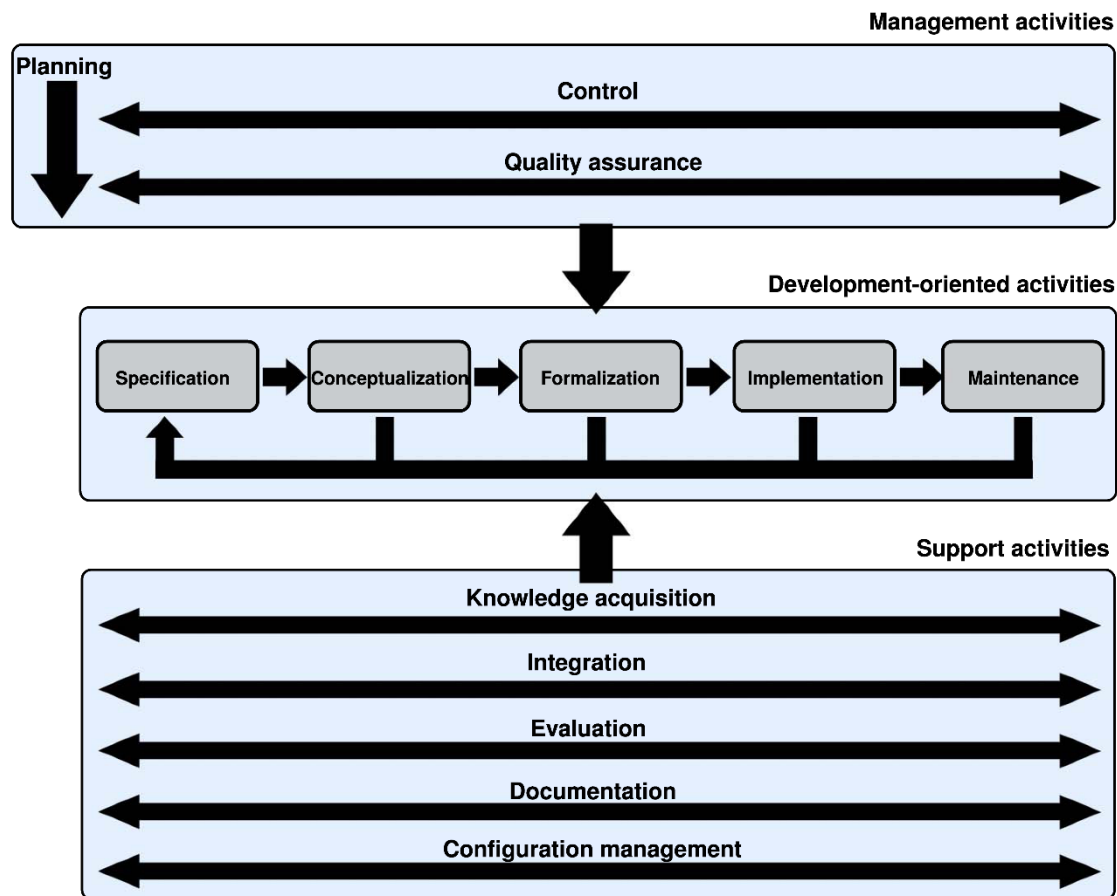 Management activities
Planning
Control
Quality assurance
Development-oriented activities
Specification
Conceptualization
Formalization
Implementation
Maintenance
Support activities
Knowledge acquisition
Integration
Evaluation
Documentation
Configuration management